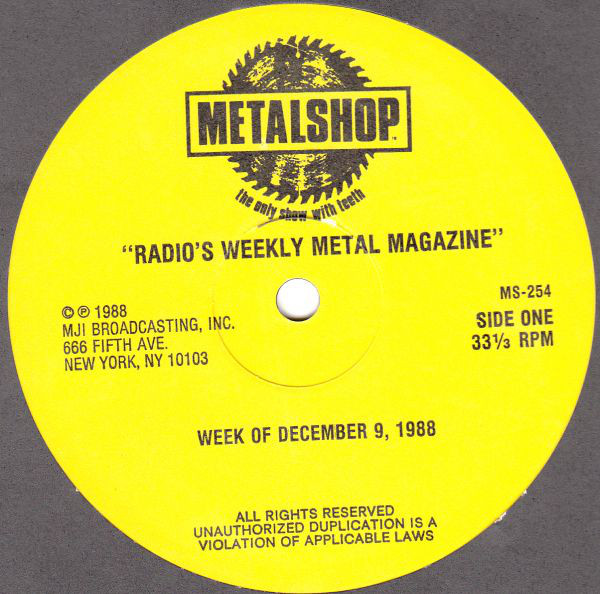 METALSHOP™
the only show with teeth
"RADIO'S WEEKLY METAL MAGAZINE"
© ℗ 1988
MJI BROADCASTING, INC.
666 FIFTH AVE.
NEW YORK, NY 10103
MS-254
SIDE ONE
33⅓ RPM
WEEK OF DECEMBER 9, 1988
ALL RIGHTS RESERVED
UNAUTHORIZED DUPLICATION IS A
VIOLATION OF APPLICABLE LAWS